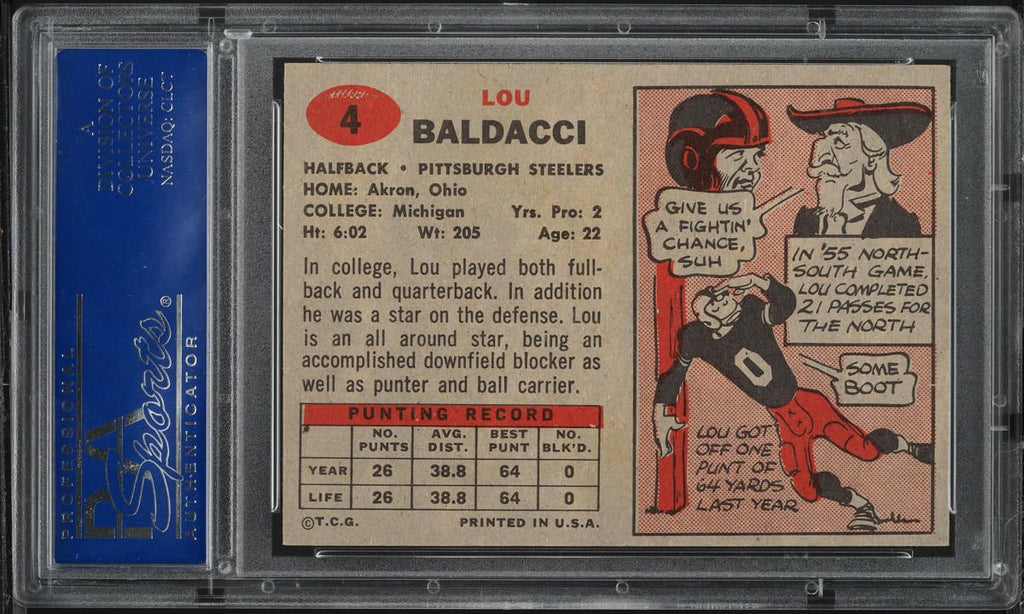 A
DIVISION OF
COLLECTORS
UNIVERSE
NASDAQ: CLCT
PROFESSIONAL
PSA
Sports®
AUTHENTICATOR
4
LOU
BALDACCI
HALFBACK • PITTSBURGH STEELERS
HOME: Akron, Ohio
COLLEGE: Michigan Yrs. Pro: 2
Ht: 6:02 Wt: 205 Age: 22
In college, Lou played both full-
back and quarterback. In addition
he was a star on the defense. Lou
is an all around star, being an
accomplished downfield blocker as
well as punter and ball carrier.
PUNTING RECORD
NO. PUNTS AVG. DIST. BEST PUNT NO. BLK'D.
YEAR 26 38.8 64 0
LIFE 26 38.8 64 0
©T.C.G. PRINTED IN U.S.A.
GIVE US
A FIGHTIN'
CHANCE,
SUH
IN '55 NORTH-
SOUTH GAME,
LOU COMPLETED
21 PASSES FOR
THE NORTH
SOME
BOOT
0
LOU GOT
OFF ONE
PUNT OF
64 YARDS
LAST YEAR